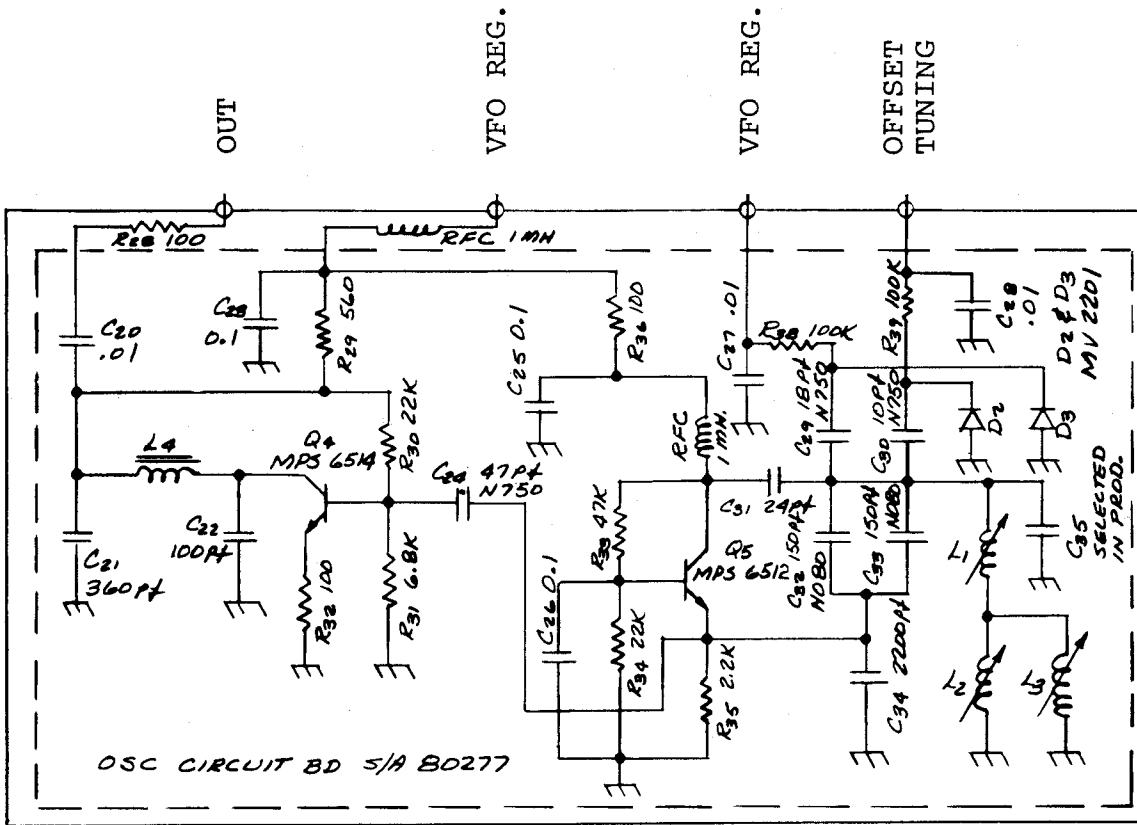 OUT
VFO REG.
VFO REG.
OFFSET
TUNING
R28 100
RFC 1MH
C20
.01
C23
0.1
R29 560
C25 0.1
R36 100
C27 .01
R38 100K
R39 100K
C28
.01
D2 & D3
MV 2201
L4
Q4
MPS 6514
R30 22K
C24 47Pf
N750
RFC
1 MH.
C29 18Pf
N750
C30 10Pf
N750
D2
D3
C21
360pf
C22
100Pf
R32 100
R31 6.8K
C26 0.1
R33 47K
R34 22K
Q5
MPS 6512
C31 24pf
C32 150pf
N080
C33 150Pf
N080
L1
C35
SELECTED
IN PROD.
R35 2.2K
C34 2200Pf
L2
L3
OSC CIRCUIT BD S/A 80277